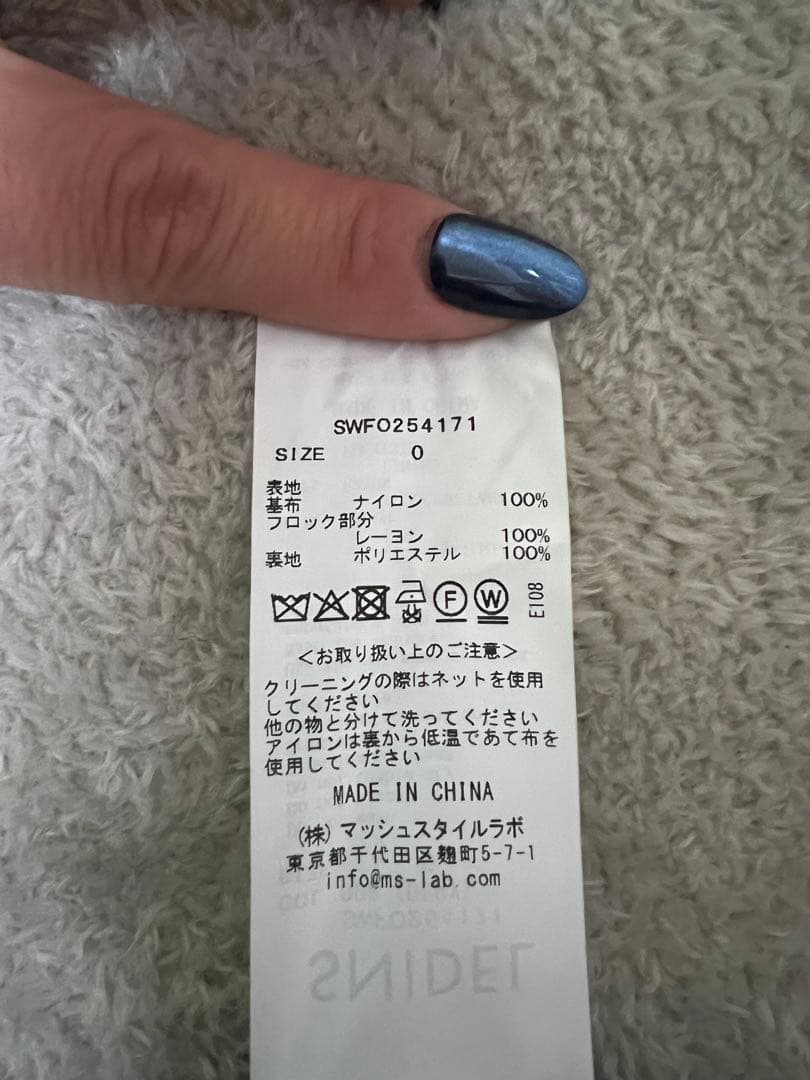 SWFO254171
SIZE 0
表地
基布 ナイロン 100%
フロック部分
レーヨン 100%
裏地 ポリエステル 100%
F W E108
＜お取り扱い上のご注意＞
クリーニングの際はネットを使用
してください
他の物と分けて洗ってください
アイロンは裏から低温であて布を
使用してください
MADE IN CHINA
(株)マッシュスタイルラボ
東京都千代田区麹町5-7-1
info@ms-lab.com
SNIDEL